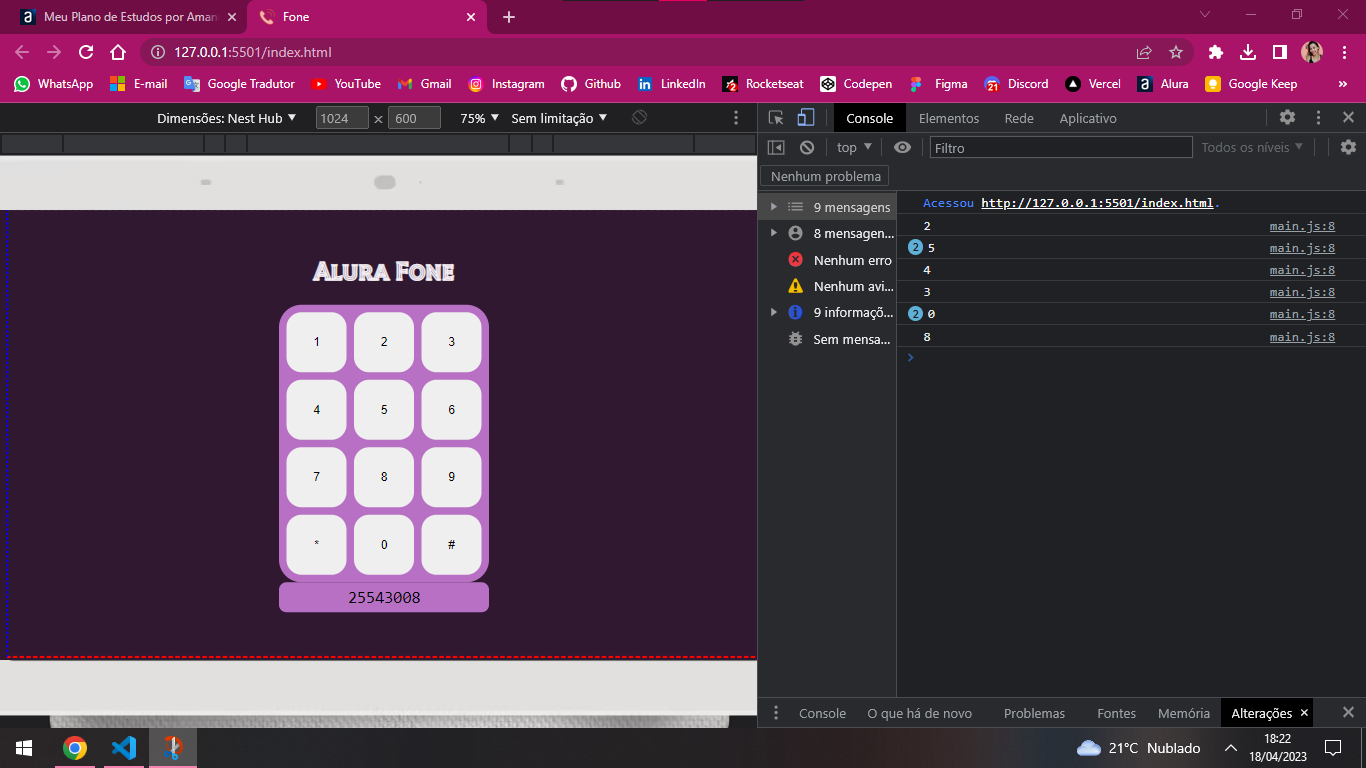 Meu Plano de Estudos por Aman
Fone
127.0.0.1:5501/index.html
WhatsApp E-mail Google Tradutor YouTube Gmail Instagram Github LinkedIn Rocketseat Codepen Figma Discord Vercel Alura Google Keep »
Dimensões: Nest Hub 1024 × 600 75% Sem limitação
Console Elementos Rede Aplicativo
top Filtro Todos os níveis
Nenhum problema
9 mensagens
8 mensagen...
Nenhum erro
Nenhum avi...
9 informaçõ...
Sem mensa...
Acessou http://127.0.0.1:5501/index.html.
2 main.js:8
2 5 main.js:8
4 main.js:8
3 main.js:8
2 0 main.js:8
8 main.js:8
Alura Fone
1 2 3
4 5 6
7 8 9
* 0 #
25543008
Console O que há de novo Problemas Fontes Memória Alterações
21°C Nublado
18:22
18/04/2023